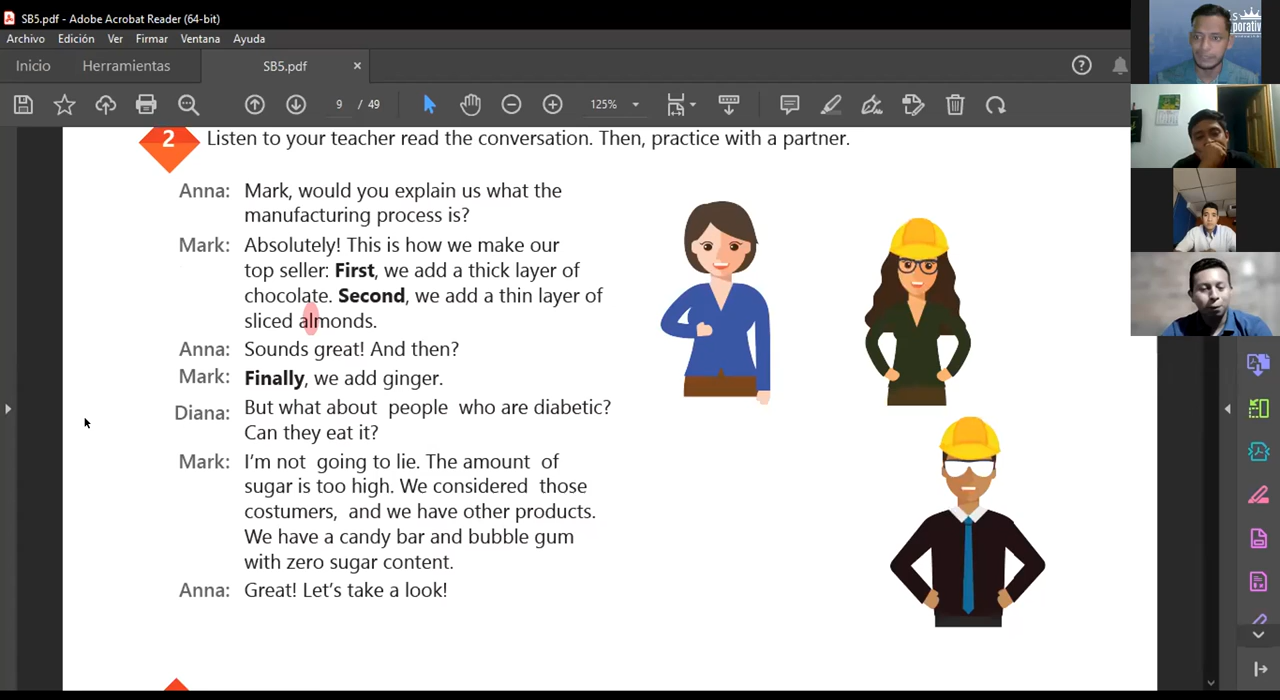 SB5.pdf - Adobe Acrobat Reader (64-bit)
Archivo Edición Ver Firmar Ventana Ayuda
Inicio Herramientas SB5.pdf ×
9 / 49 125%
2 Listen to your teacher read the conversation. Then, practice with a partner.
Anna: Mark, would you explain us what the
manufacturing process is?
Mark: Absolutely! This is how we make our
top seller: First, we add a thick layer of
chocolate. Second, we add a thin layer of
sliced almonds.
Anna: Sounds great! And then?
Mark: Finally, we add ginger.
Diana: But what about people who are diabetic?
Can they eat it?
Mark: I'm not going to lie. The amount of
sugar is too high. We considered those
costumers, and we have other products.
We have a candy bar and bubble gum
with zero sugar content.
Anna: Great! Let's take a look!